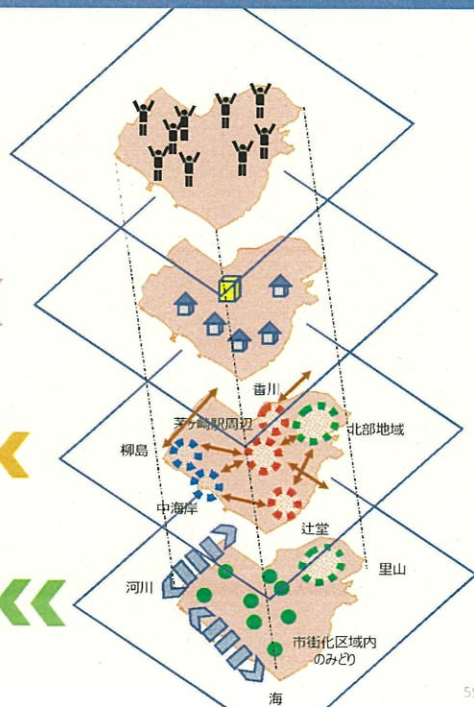 香川
茅ヶ崎駅周辺
北部地域
柳島
中海岸
辻堂
里山
河川
市街化区域内
のみどり
海
59